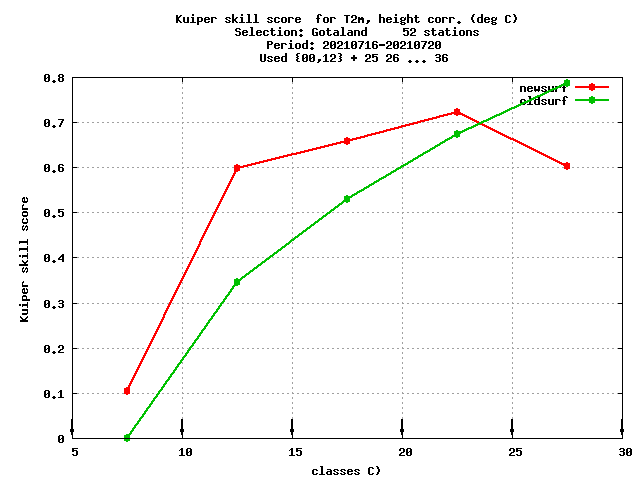 Kuiper skill score  for T2m, height corr. (deg C)
Selection: Gotaland     52 stations
Period: 20210716-20210720
Used {00,12} + 25 26 ... 36
newsurf
oldsurf
Kuiper skill score
0.8
0.7
0.6
0.5
0.4
0.3
0.2
0.1
0
5 10 15 20 25 30
classes C)